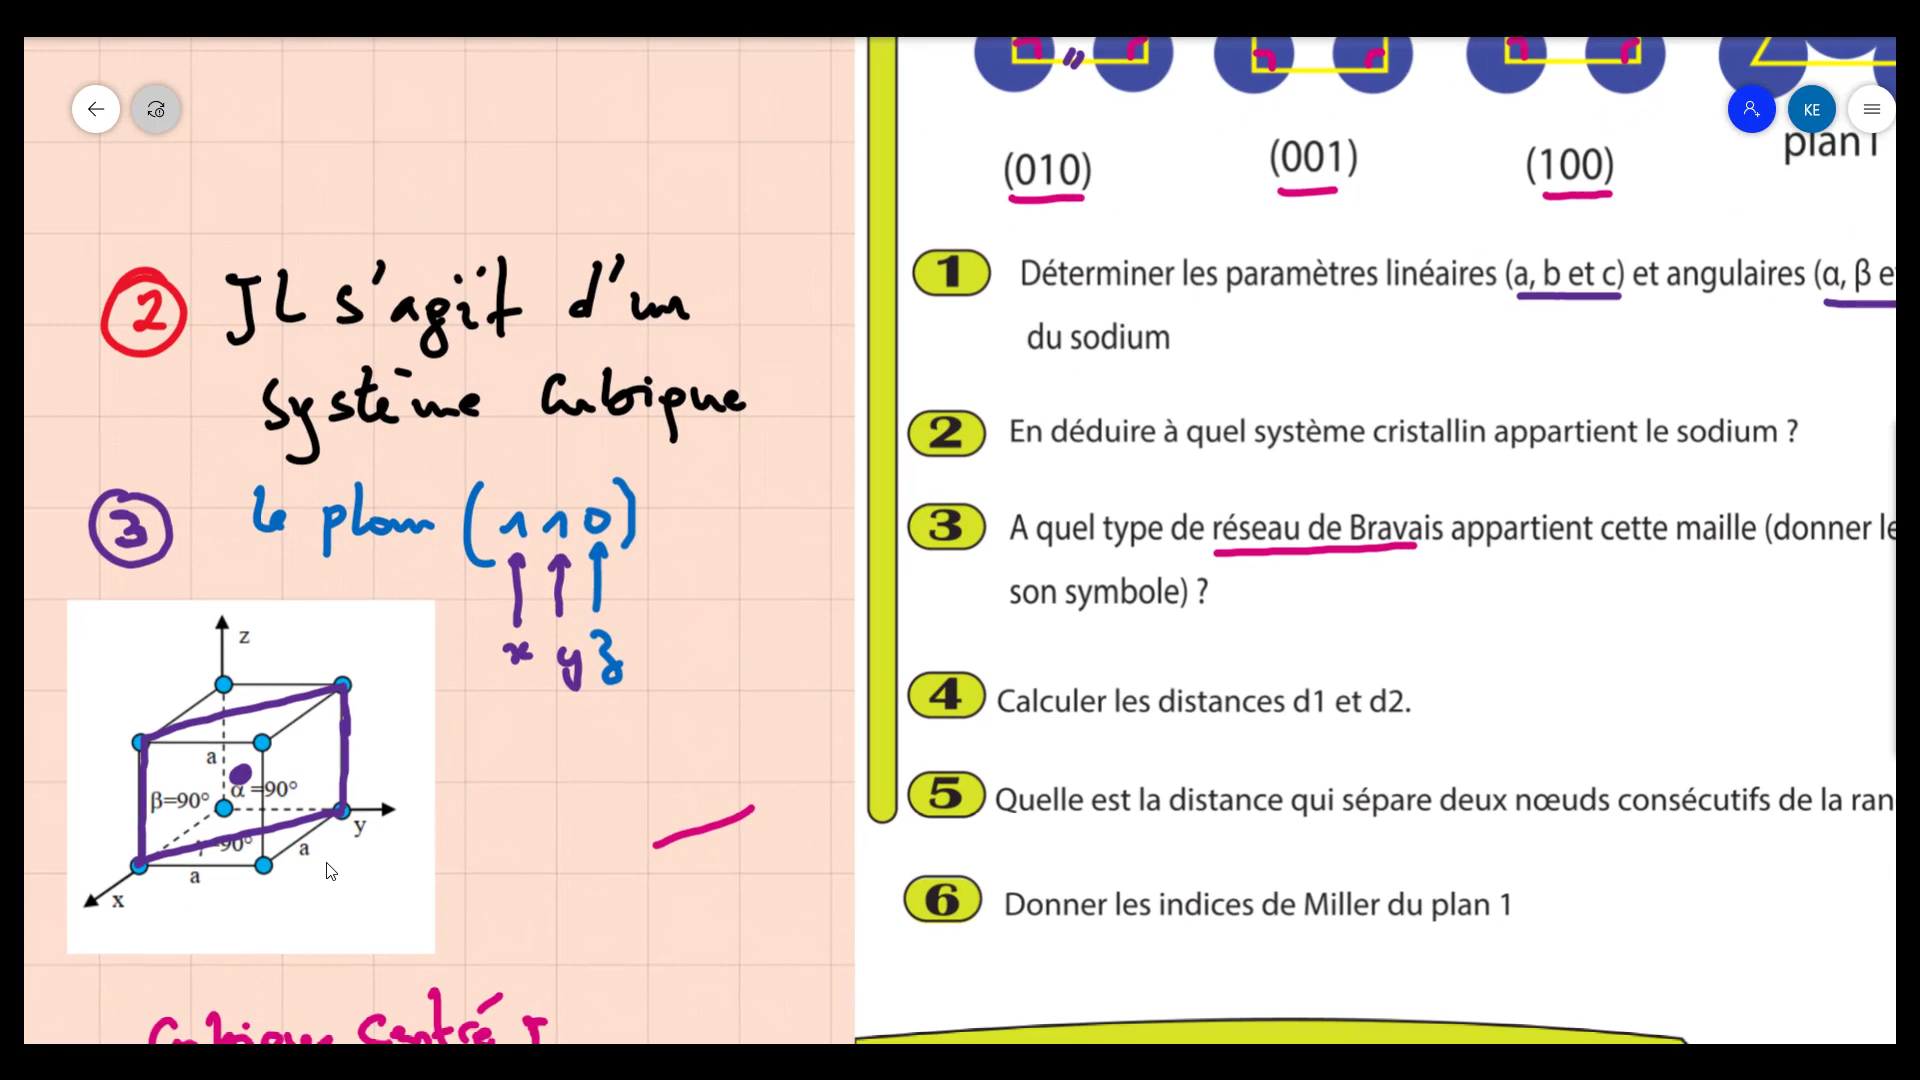 KE
② Il s'agit d'un
système cubique
③ le plan (110)
x y z
z
a
β=90° α=90°
y
=90° a
a
x
Cubique Centré I
(010) (001) (100) plan1
1 Déterminer les paramètres linéaires (a, b et c) et angulaires (α, β e
du sodium
2 En déduire à quel système cristallin appartient le sodium ?
3 A quel type de réseau de Bravais appartient cette maille (donner le
son symbole) ?
4 Calculer les distances d1 et d2.
5 Quelle est la distance qui sépare deux nœuds consécutifs de la ran
6 Donner les indices de Miller du plan 1